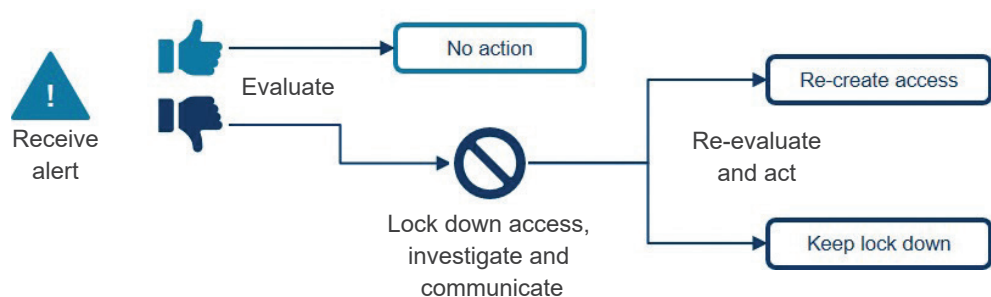 !
Receive
alert
Evaluate
No action
Lock down access,
investigate and
communicate
Re-evaluate
and act
Re-create access
Keep lock down